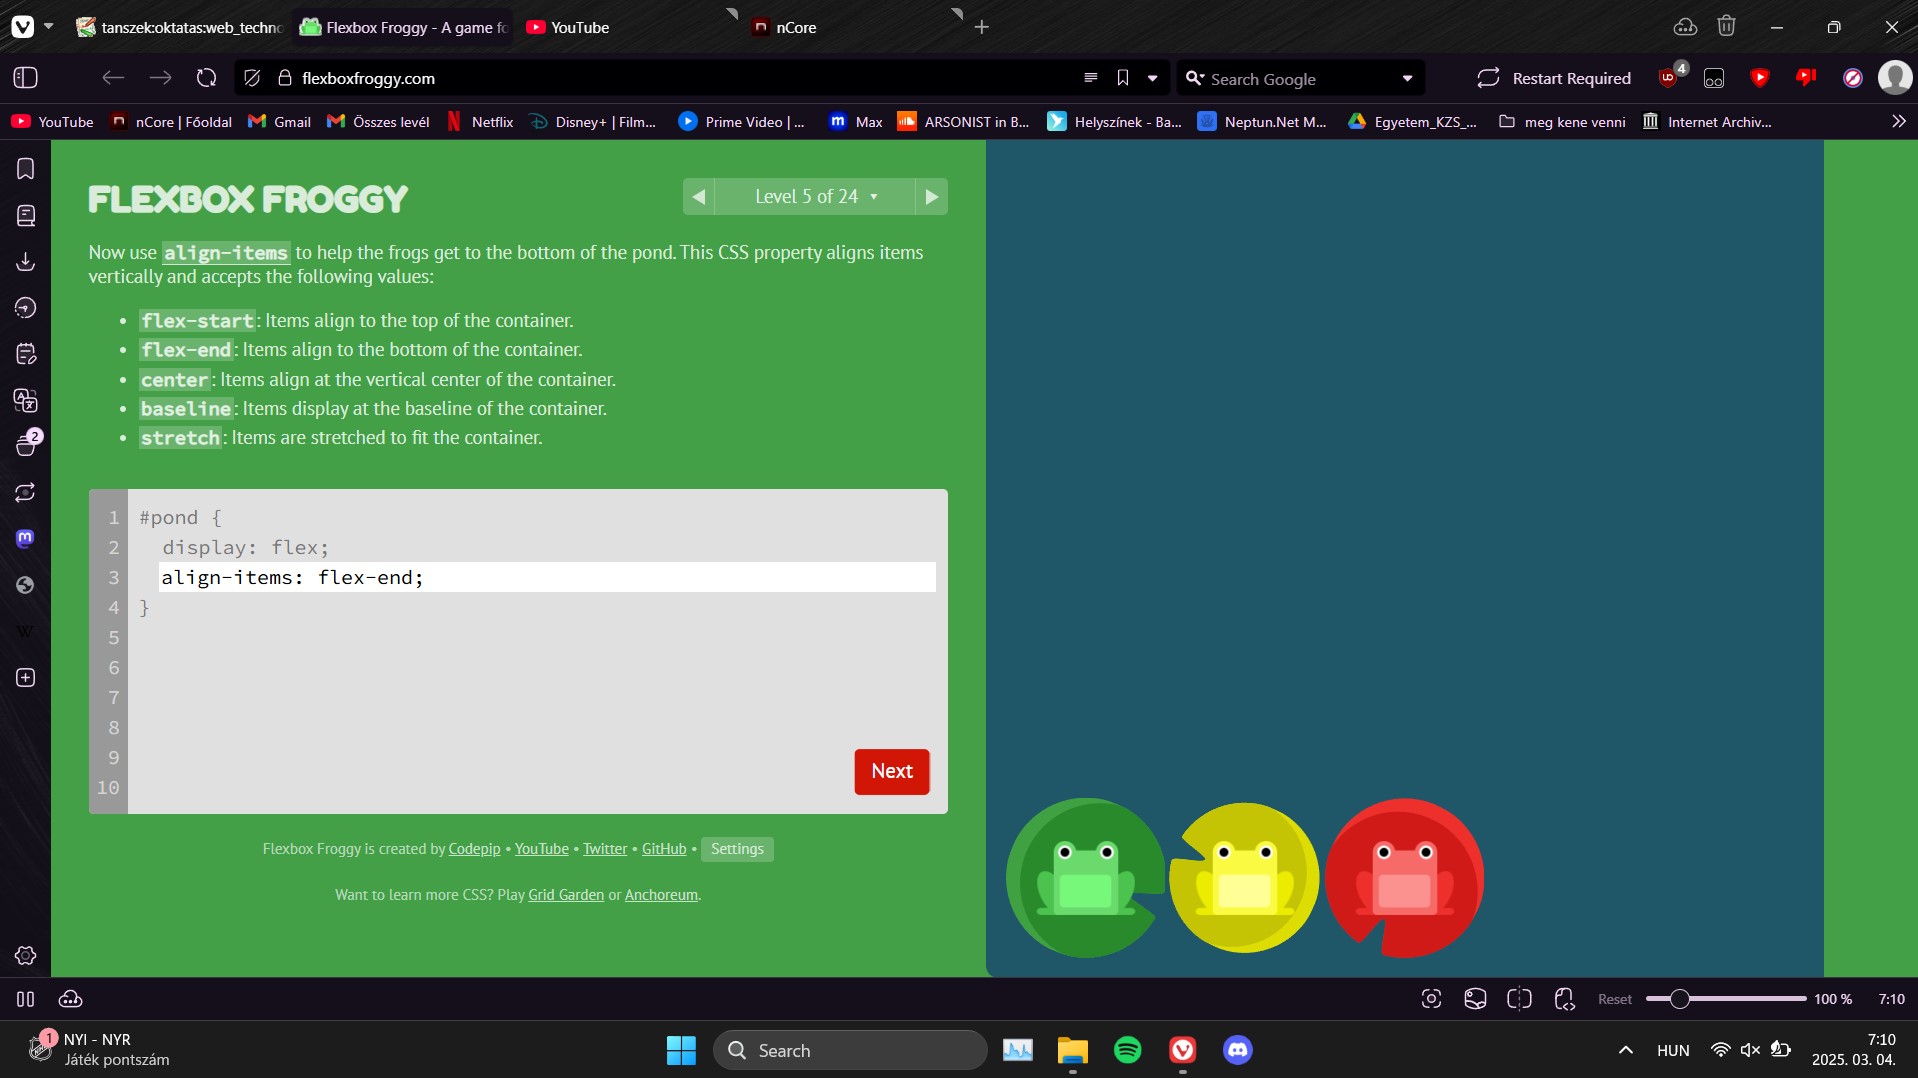 tanszek:oktatas:web_techno
Flexbox Froggy - A game fo
YouTube
nCore
flexboxfroggy.com
Search Google
Restart Required
4
YouTube
nCore | Főoldal
Gmail
Összes levél
Netflix
Disney+ | Film...
Prime Video | ...
Max
ARSONIST in B...
Helyszínek - Ba...
Neptun.Net M...
Egyetem_KZS_...
meg kene venni
Internet Archiv...
2
FLEXBOX FROGGY
Level 5 of 24
Now use align-items to help the frogs get to the bottom of the pond. This CSS property aligns items
vertically and accepts the following values:
• flex-start: Items align to the top of the container.
• flex-end: Items align to the bottom of the container.
• center: Items align at the vertical center of the container.
• baseline: Items display at the baseline of the container.
• stretch: Items are stretched to fit the container.
1 #pond {
2 display: flex;
3 align-items: flex-end;
4 }
5
6
7
8
9
10
Next
Flexbox Froggy is created by Codepip • YouTube • Twitter • GitHub • Settings
Want to learn more CSS? Play Grid Garden or Anchoreum.
Reset
100 %
7:10
1
NYI - NYR
Játék pontszám
Search
HUN
7:10
2025. 03. 04.